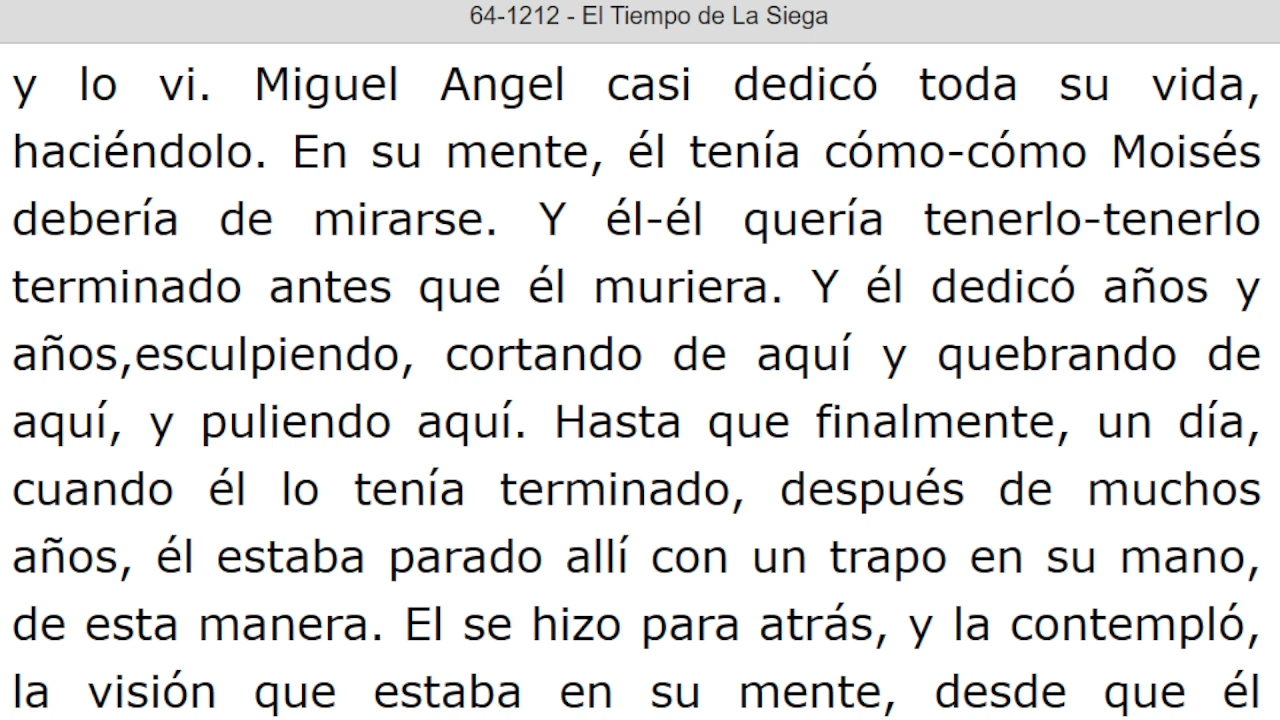 64-1212 - El Tiempo de La Siega
y lo vi. Miguel Angel casi dedicó toda su vida,
haciéndolo. En su mente, él tenía cómo-cómo Moisés
debería de mirarse. Y él-él quería tenerlo-tenerlo
terminado antes que él muriera. Y él dedicó años y
años,esculpiendo, cortando de aquí y quebrando de
aquí, y puliendo aquí. Hasta que finalmente, un día,
cuando él lo tenía terminado, después de muchos
años, él estaba parado allí con un trapo en su mano,
de esta manera. El se hizo para atrás, y la contempló,
la visión que estaba en su mente, desde que él